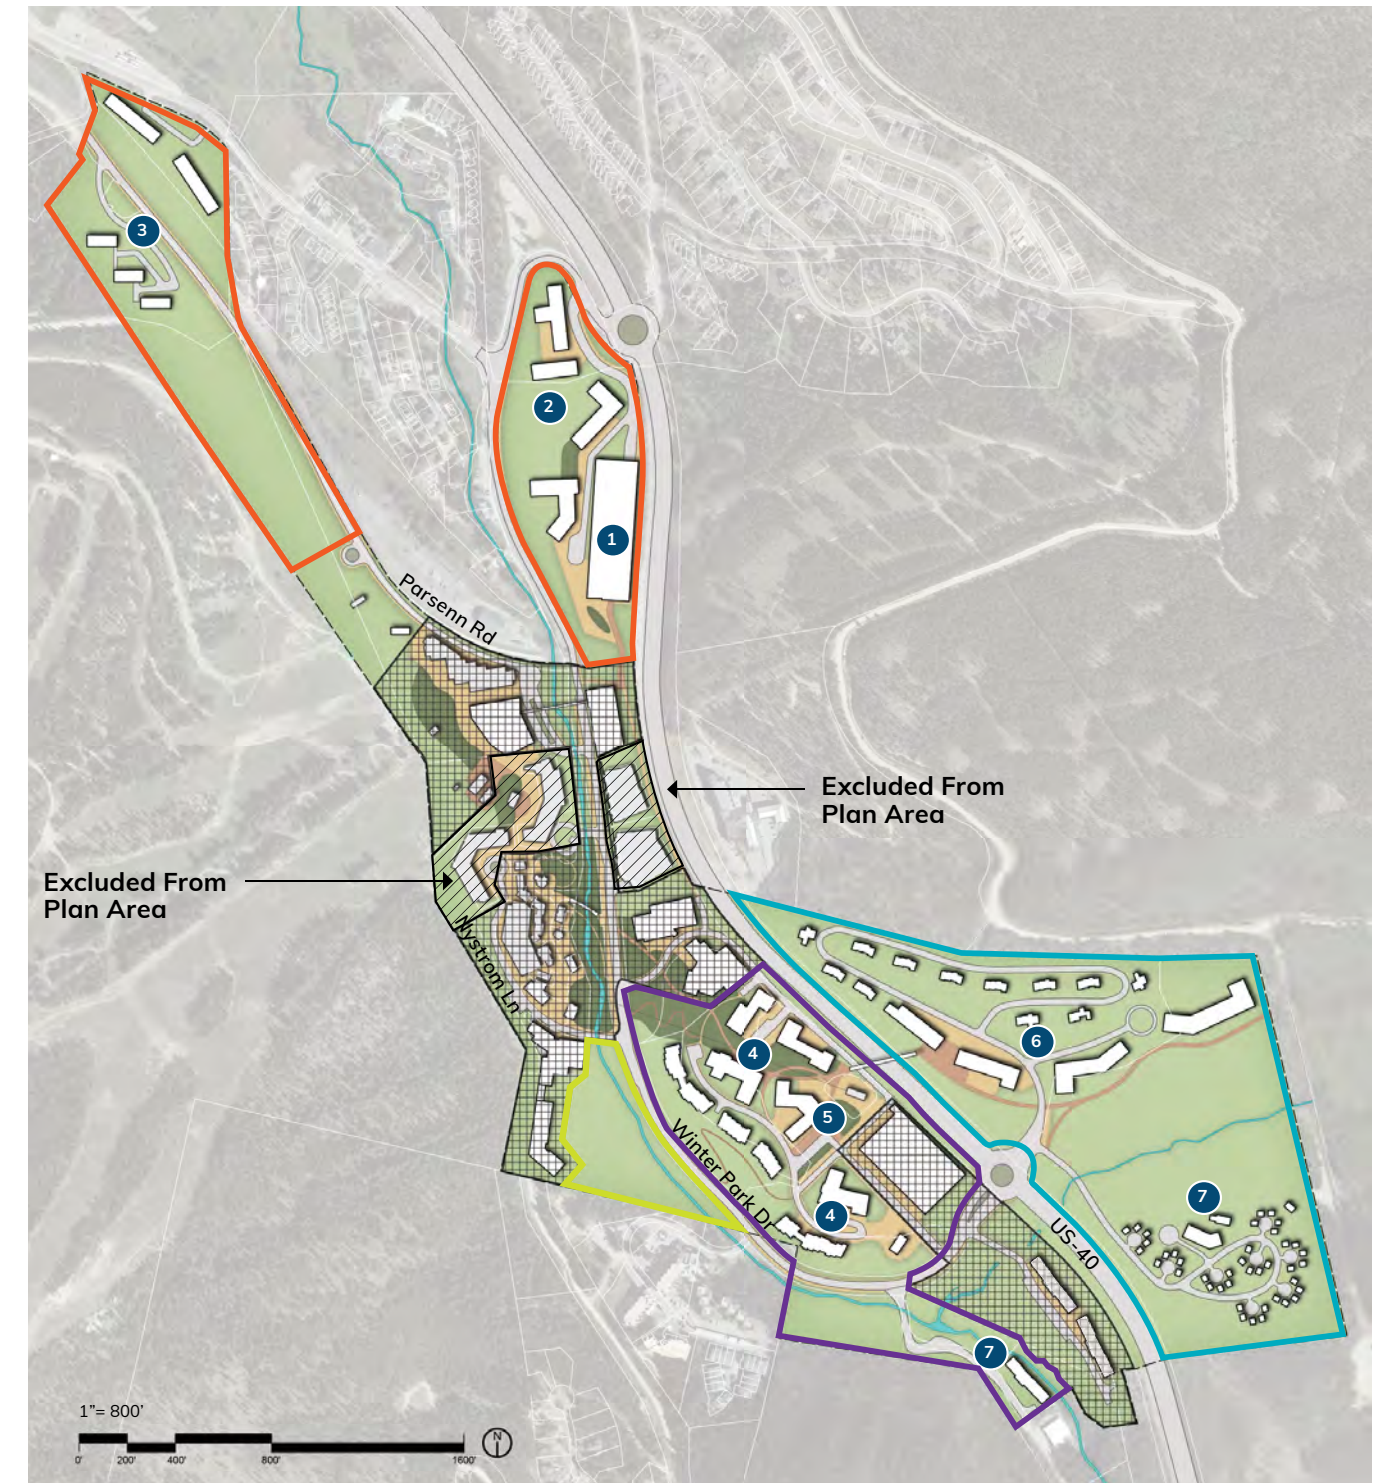 3
2
1
Parsenn Rd
Excluded From
Plan Area
Excluded From
Plan Area
Nystrom Ln
4
6
5
Winter Park Dr
4
7
US-40
7
1”= 800’
N
0' 200' 400' 800' 1600'